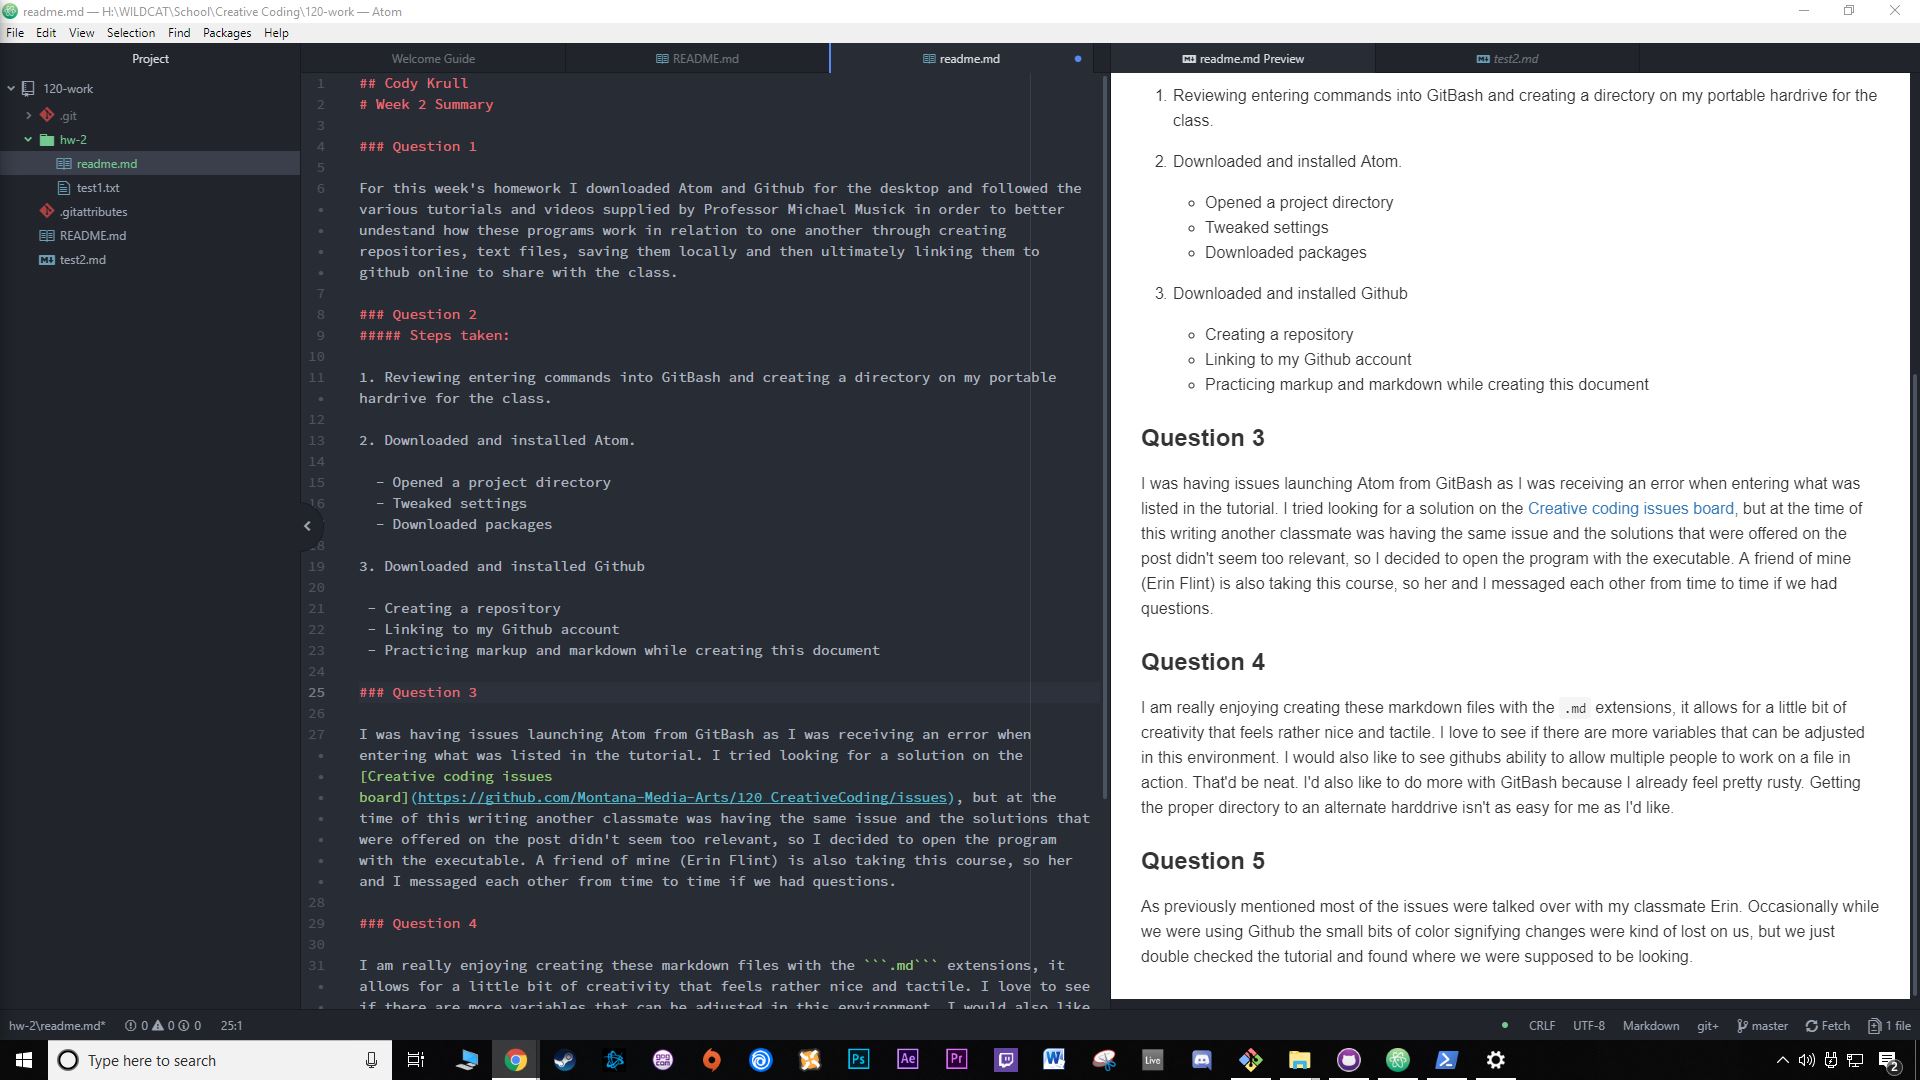 readme.md — H:\WILDCAT\School\Creative Coding\120-work — Atom
File Edit View Selection Find Packages Help
Project
120-work
.git
hw-2
readme.md
test1.txt
.gitattributes
README.md
test2.md
Welcome Guide
README.md
readme.md
1 ## Cody Krull
2 # Week 2 Summary
3
4 ### Question 1
5
6 For this week's homework I downloaded Atom and Github for the desktop and followed the
• various tutorials and videos supplied by Professor Michael Musick in order to better
• undestand how these programs work in relation to one another through creating
• repositories, text files, saving them locally and then ultimately linking them to
• github online to share with the class.
7
8 ### Question 2
9 ##### Steps taken:
10
11 1. Reviewing entering commands into GitBash and creating a directory on my portable
• hardrive for the class.
12
13 2. Downloaded and installed Atom.
14
15 - Opened a project directory
16 - Tweaked settings
- Downloaded packages
18
19 3. Downloaded and installed Github
20
21 - Creating a repository
22 - Linking to my Github account
23 - Practicing markup and markdown while creating this document
24
25 ### Question 3
26
27 I was having issues launching Atom from GitBash as I was receiving an error when
• entering what was listed in the tutorial. I tried looking for a solution on the
• [Creative coding issues
• board](https://github.com/Montana-Media-Arts/120_CreativeCoding/issues), but at the
• time of this writing another classmate was having the same issue and the solutions that
• were offered on the post didn't seem too relevant, so I decided to open the program
• with the executable. A friend of mine (Erin Flint) is also taking this course, so her
• and I messaged each other from time to time if we had questions.
28
29 ### Question 4
30
31 I am really enjoying creating these markdown files with the ```.md``` extensions, it
• allows for a little bit of creativity that feels rather nice and tactile. I love to see
• if there are more variables that can be adjusted in this environment. I would also like
readme.md Preview
test2.md
1. Reviewing entering commands into GitBash and creating a directory on my portable hardrive for the
class.
2. Downloaded and installed Atom.
Opened a project directory
Tweaked settings
Downloaded packages
3. Downloaded and installed Github
Creating a repository
Linking to my Github account
Practicing markup and markdown while creating this document
Question 3
I was having issues launching Atom from GitBash as I was receiving an error when entering what was
listed in the tutorial. I tried looking for a solution on the Creative coding issues board, but at the time of
this writing another classmate was having the same issue and the solutions that were offered on the
post didn't seem too relevant, so I decided to open the program with the executable. A friend of mine
(Erin Flint) is also taking this course, so her and I messaged each other from time to time if we had
questions.
Question 4
I am really enjoying creating these markdown files with the .md extensions, it allows for a little bit of
creativity that feels rather nice and tactile. I love to see if there are more variables that can be adjusted
in this environment. I would also like to see githubs ability to allow multiple people to work on a file in
action. That'd be neat. I'd also like to do more with GitBash because I already feel pretty rusty. Getting
the proper directory to an alternate harddrive isn't as easy for me as I'd like.
Question 5
As previously mentioned most of the issues were talked over with my classmate Erin. Occasionally while
we were using Github the small bits of color signifying changes were kind of lost on us, but we just
double checked the tutorial and found where we were supposed to be looking.
hw-2\readme.md* 0 0 0 25:1
CRLF UTF-8 Markdown git+ master Fetch 1 file
Type here to search
gog.com
Ps Ae Pr Live
2